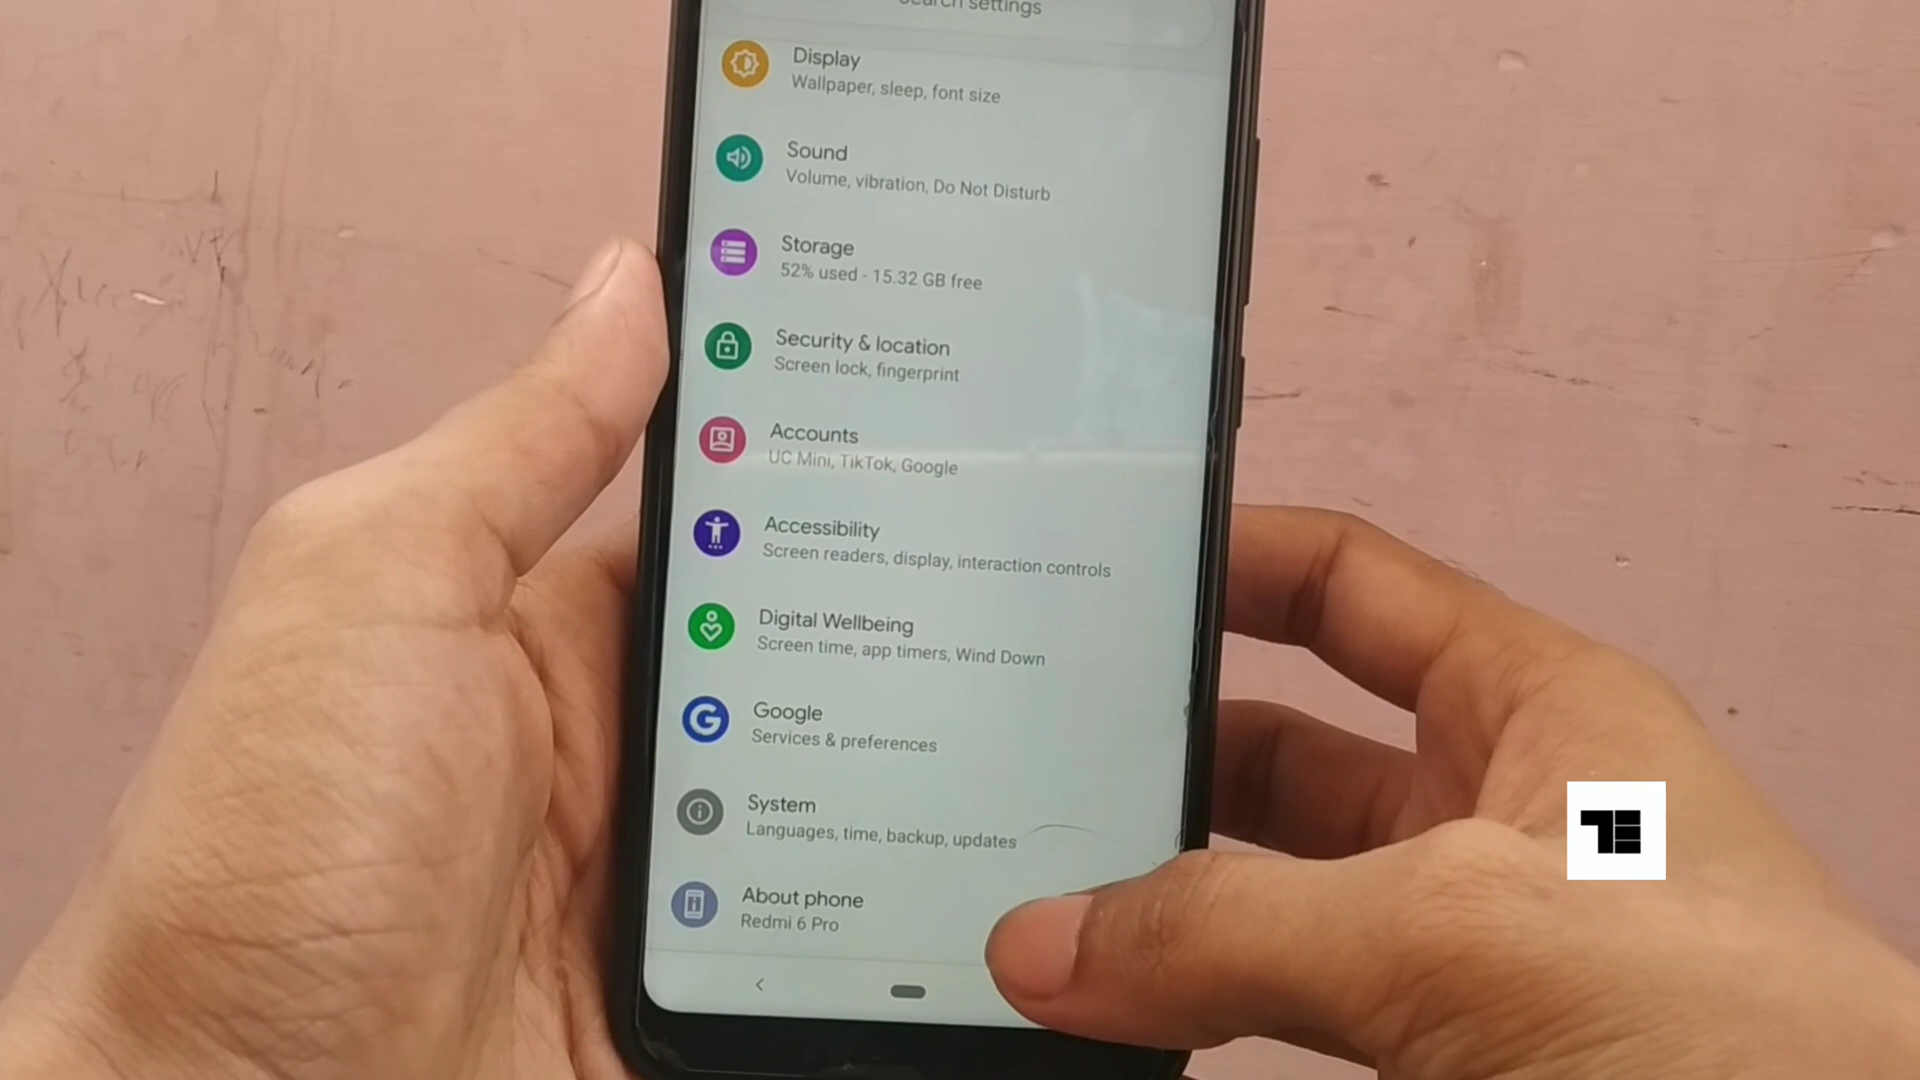 Search settings
Display
Wallpaper, sleep, font size
Sound
Volume, vibration, Do Not Disturb
Storage
52% used - 15.32 GB free
Security & location
Screen lock, fingerprint
Accounts
UC Mini, TikTok, Google
Accessibility
Screen readers, display, interaction controls
Digital Wellbeing
Screen time, app timers, Wind Down
Google
Services & preferences
System
Languages, time, backup, updates
About phone
Redmi 6 Pro